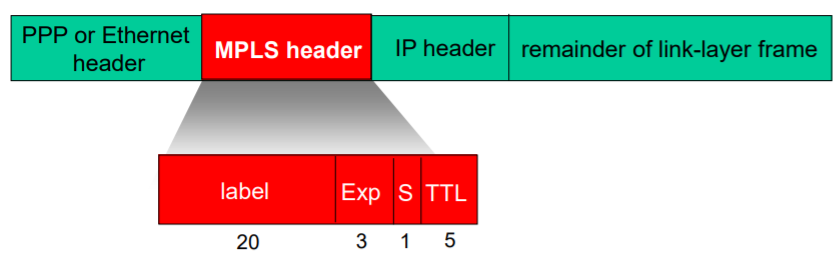 PPP or Ethernet
header
MPLS header
IP header
remainder of link-layer frame
label
Exp
S
TTL
20
3
1
5